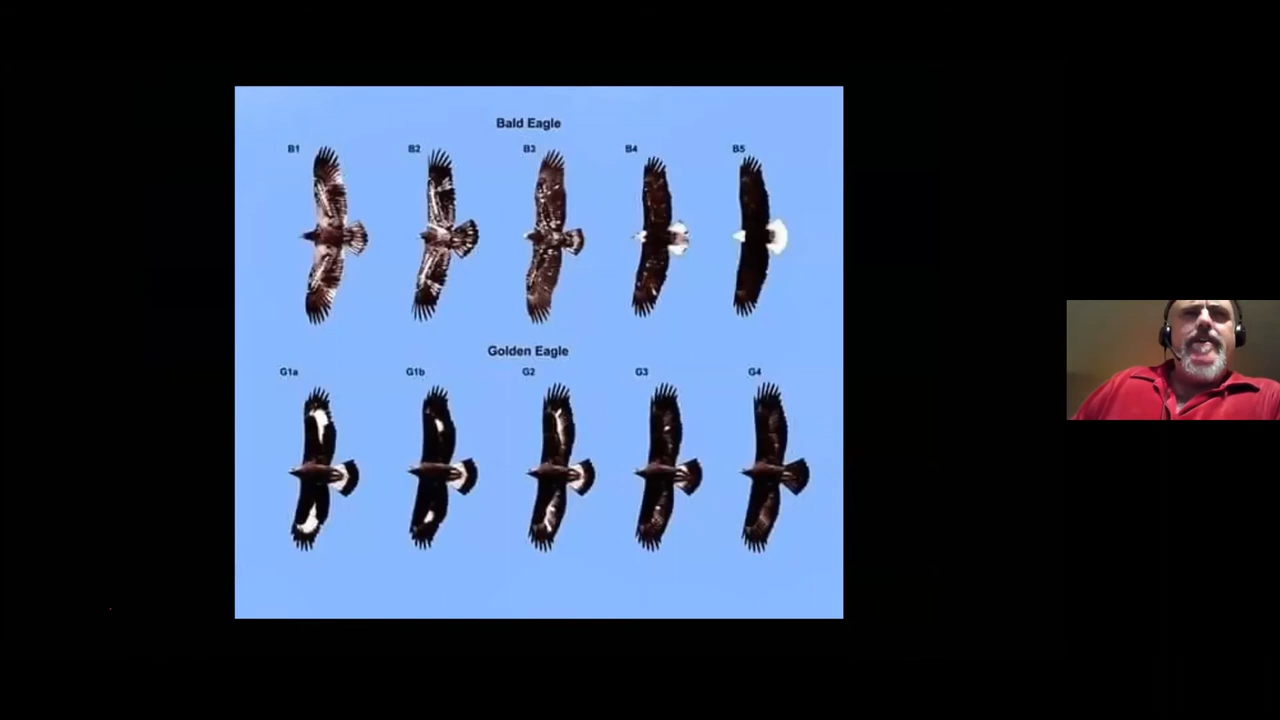 Bald Eagle
B1 B2 B3 B4 B5
Golden Eagle
G1a G1b G2 G3 G4